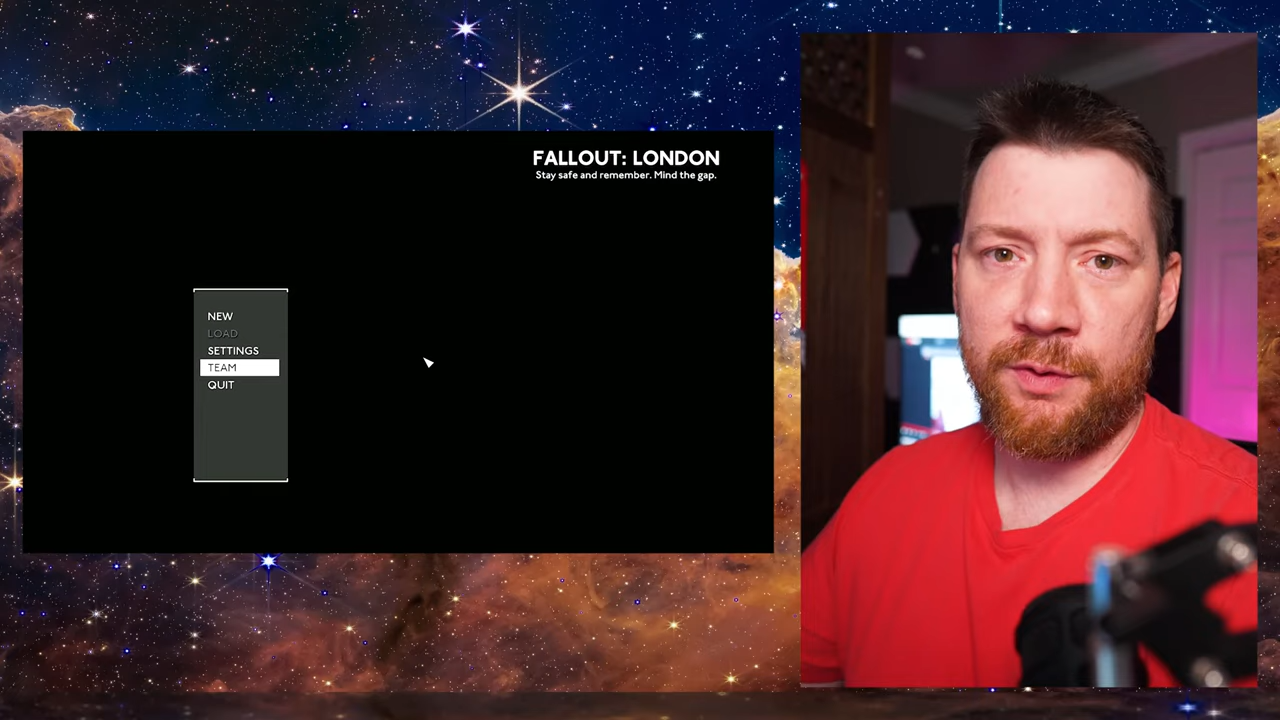 FALLOUT: LONDON
Stay safe and remember. Mind the gap.
NEW
LOAD
SETTINGS
TEAM
QUIT